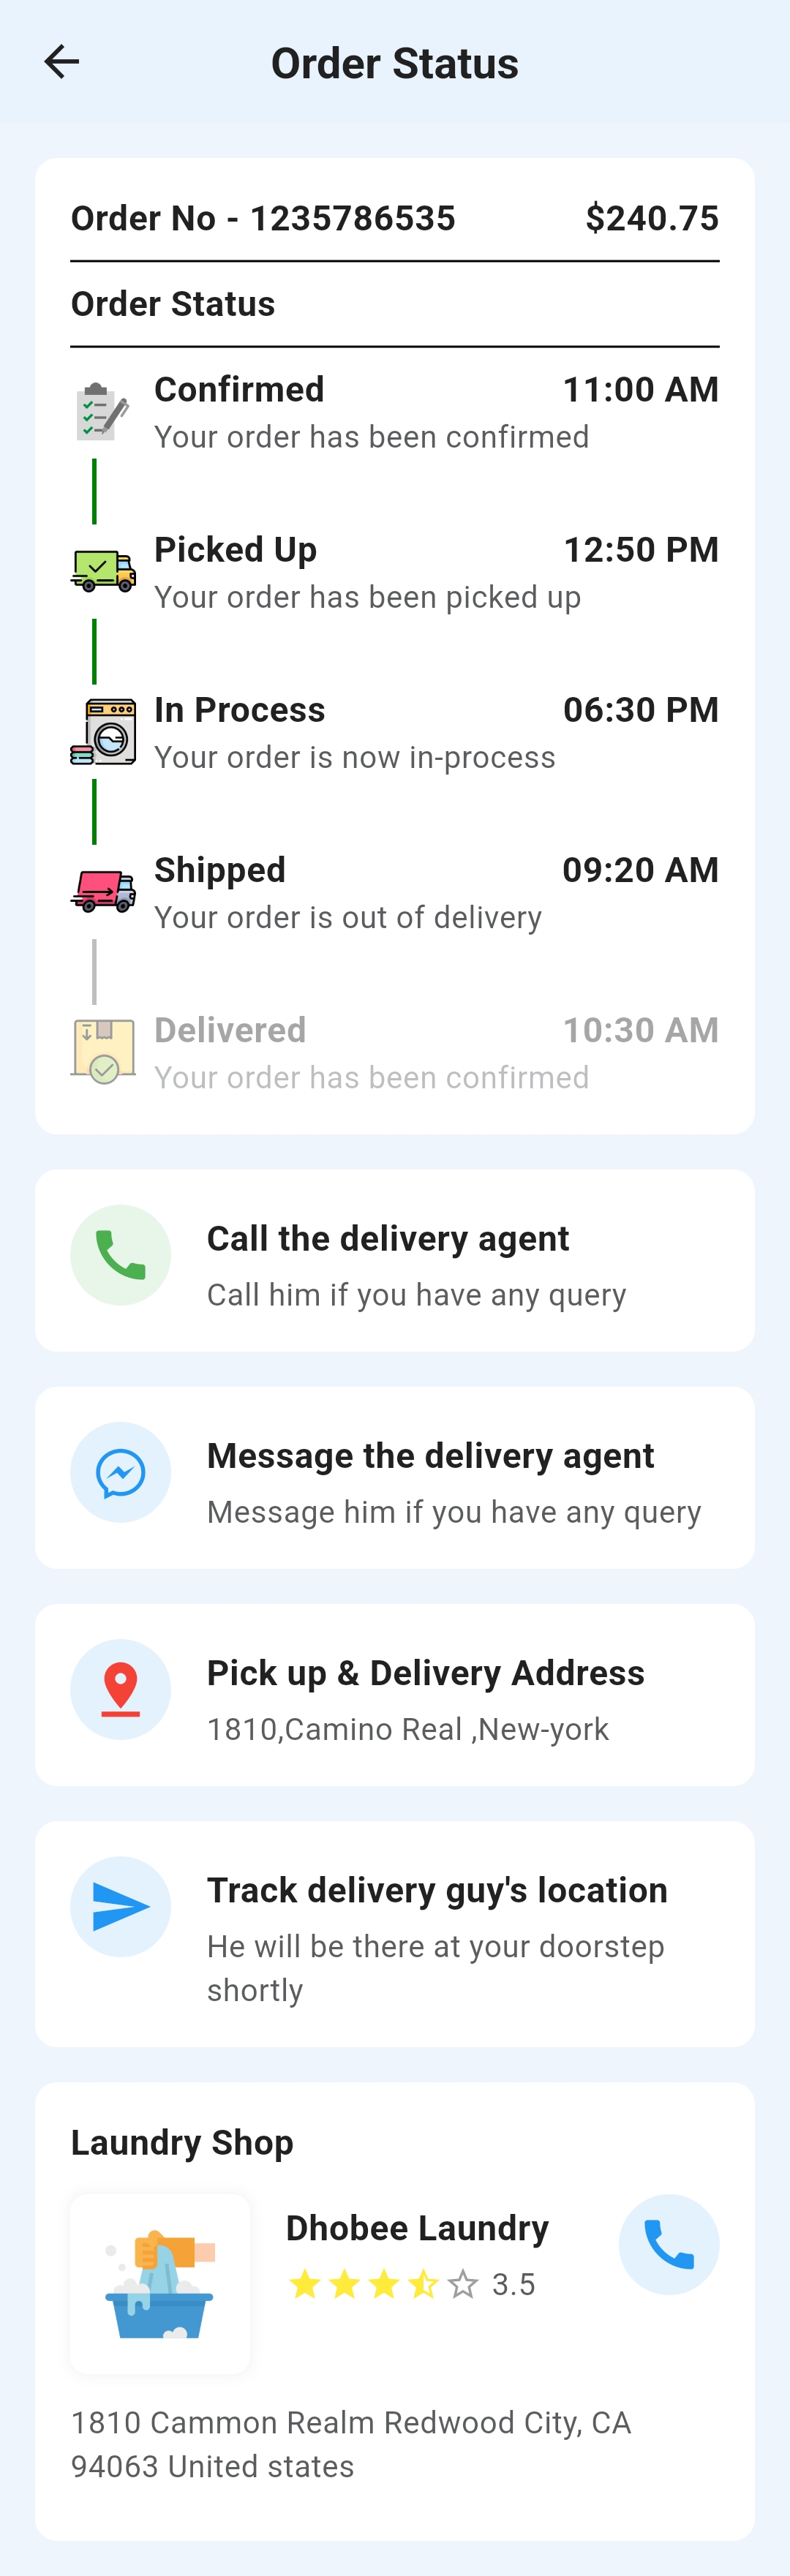 Order Status
Order No - 1235786535 $240.75
Order Status
Confirmed 11:00 AM
Your order has been confirmed
Picked Up 12:50 PM
Your order has been picked up
In Process 06:30 PM
Your order is now in-process
Shipped 09:20 AM
Your order is out of delivery
Delivered 10:30 AM
Your order has been confirmed
Call the delivery agent
Call him if you have any query
Message the delivery agent
Message him if you have any query
Pick up & Delivery Address
1810,Camino Real ,New-york
Track delivery guy's location
He will be there at your doorstep
shortly
Laundry Shop
Dhobee Laundry
3.5
1810 Cammon Realm Redwood City, CA
94063 United states